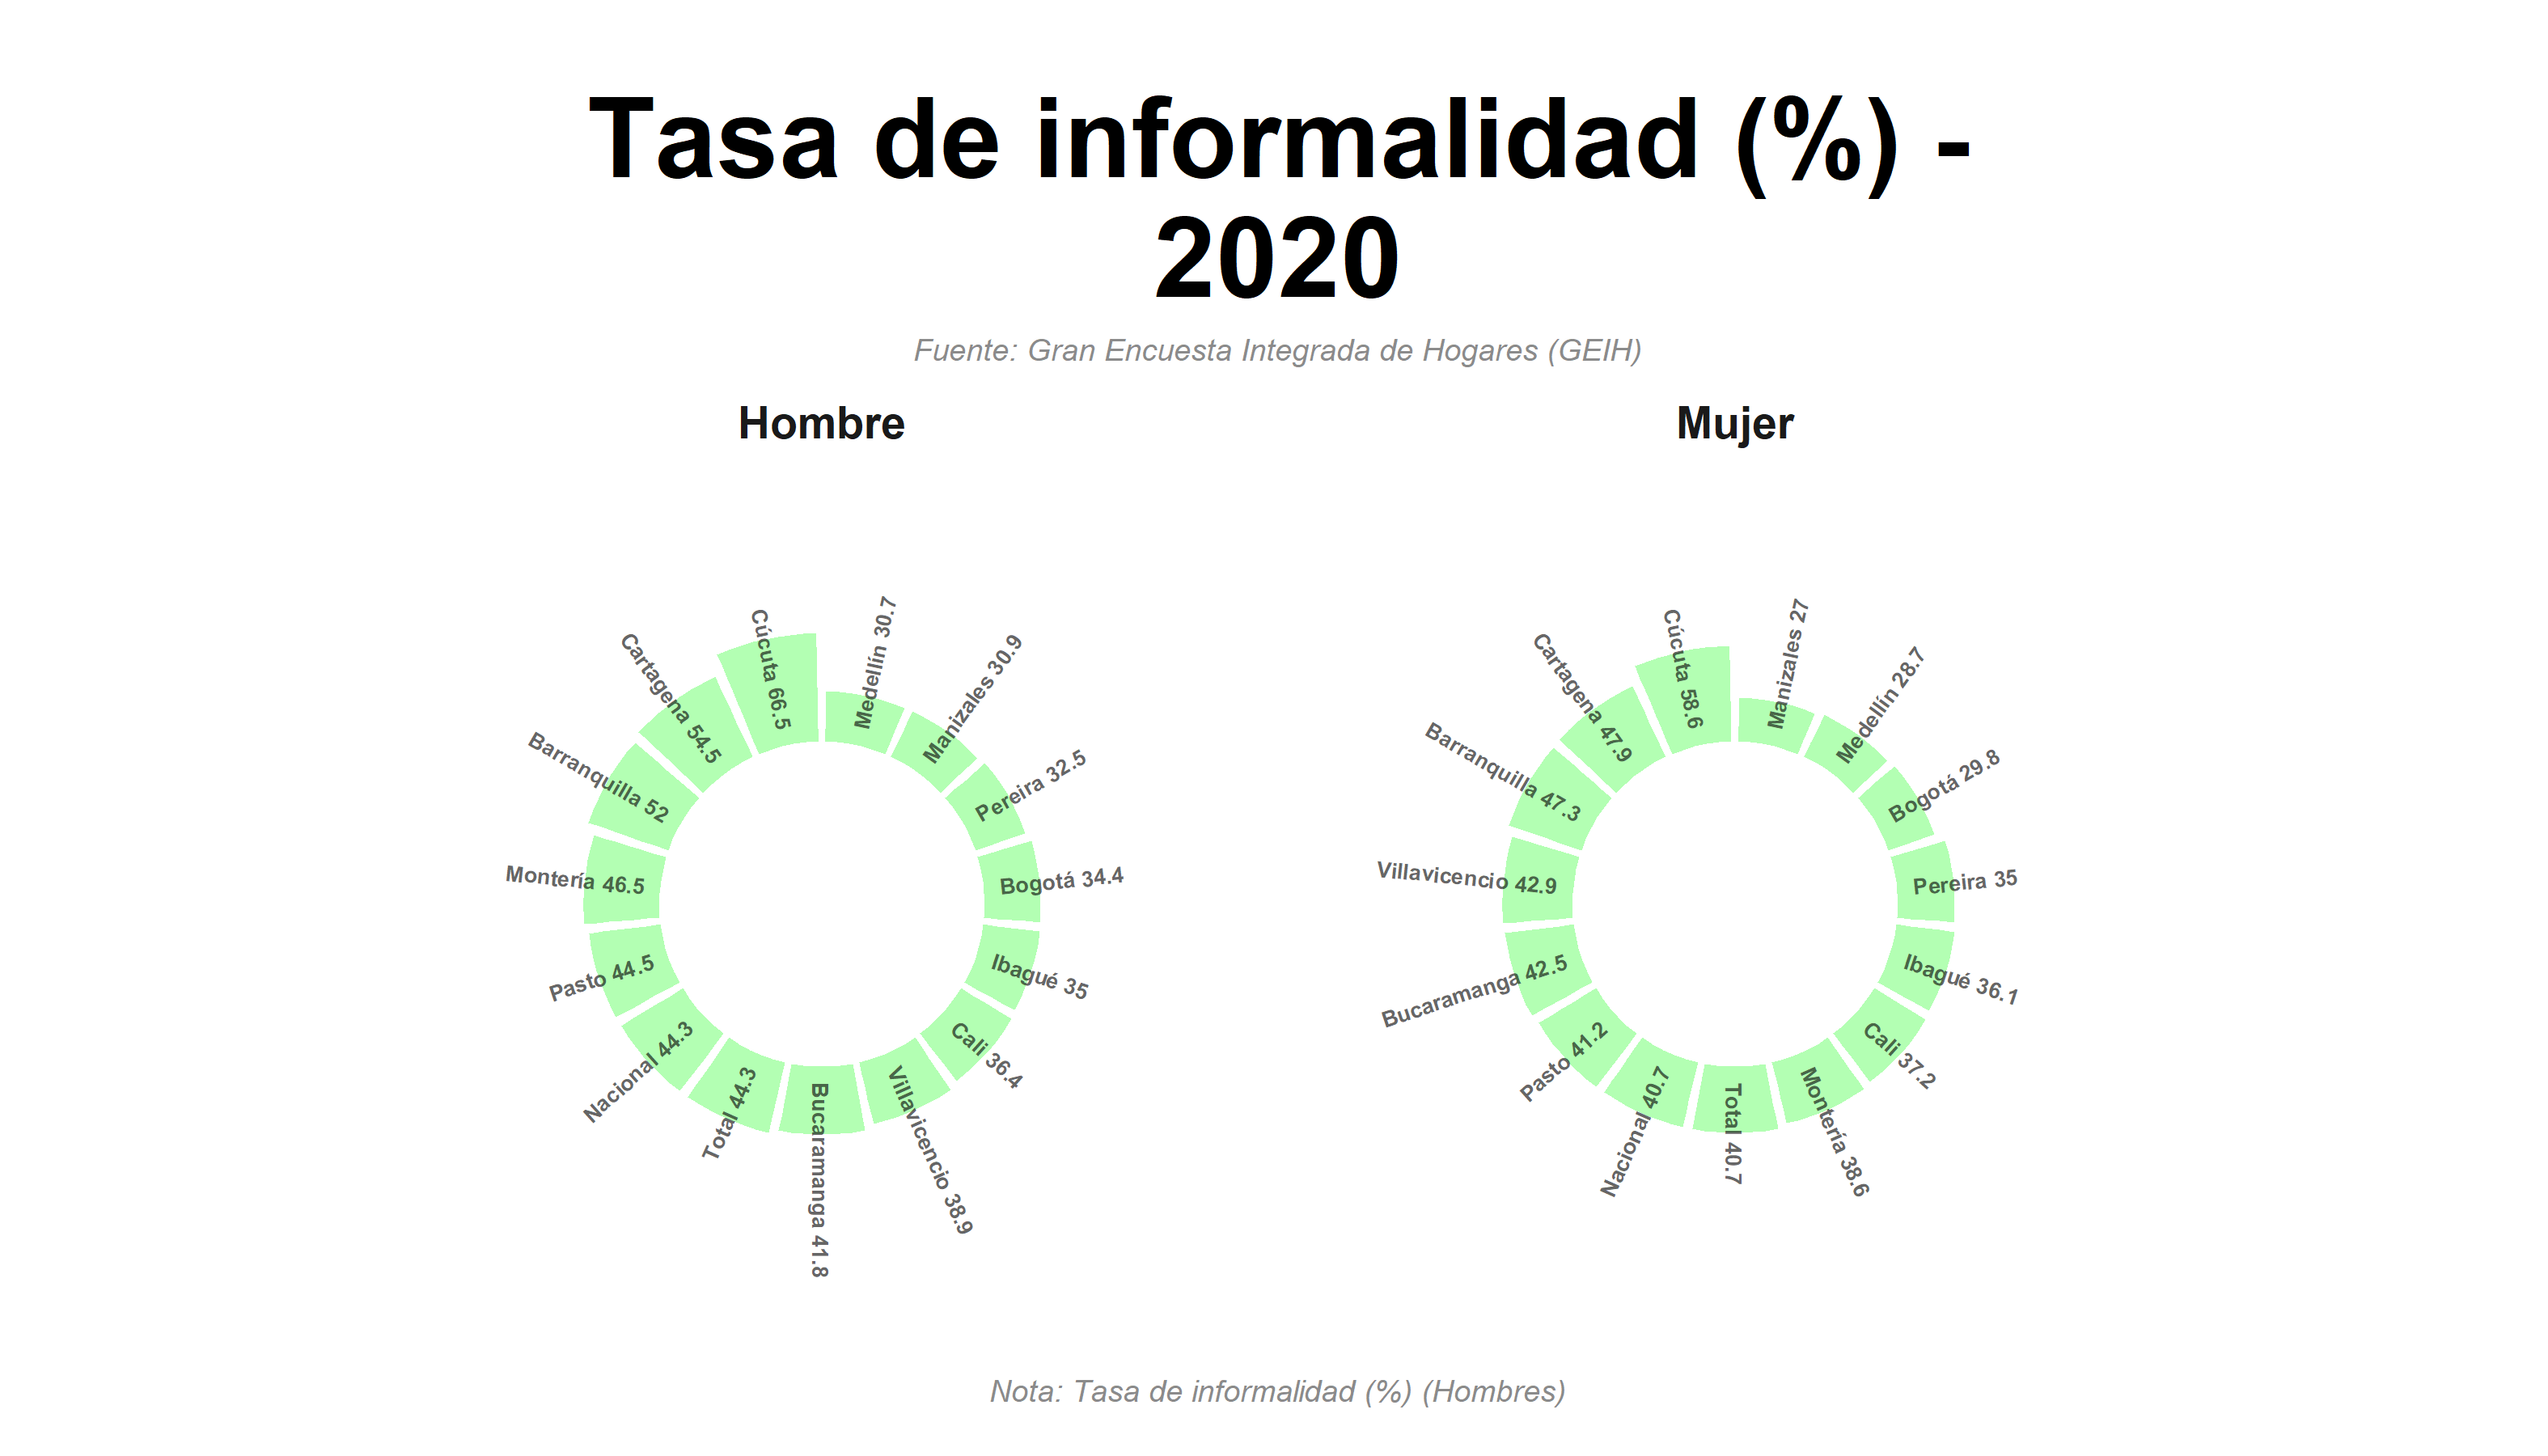 Tasa de informalidad (%) -
2020
Fuente: Gran Encuesta Integrada de Hogares (GEIH)
Hombre
Medellín 30.7
Manizales 30.9
Pereira 32.5
Bogotá 34.4
Ibagué 35
Cali 36.4
Villavicencio 38.9
Bucaramanga 41.8
Total 44.3
Nacional 44.3
Pasto 44.5
Montería 46.5
Barranquilla 52
Cartagena 54.5
Cúcuta 66.5
Mujer
Manizales 27
Medellín 28.7
Bogotá 29.8
Pereira 35
Ibagué 36.1
Cali 37.2
Montería 38.6
Total 40.7
Nacional 40.7
Pasto 41.2
Bucaramanga 42.5
Villavicencio 42.9
Barranquilla 47.3
Cartagena 47.9
Cúcuta 58.6
Nota: Tasa de informalidad (%) (Hombres)